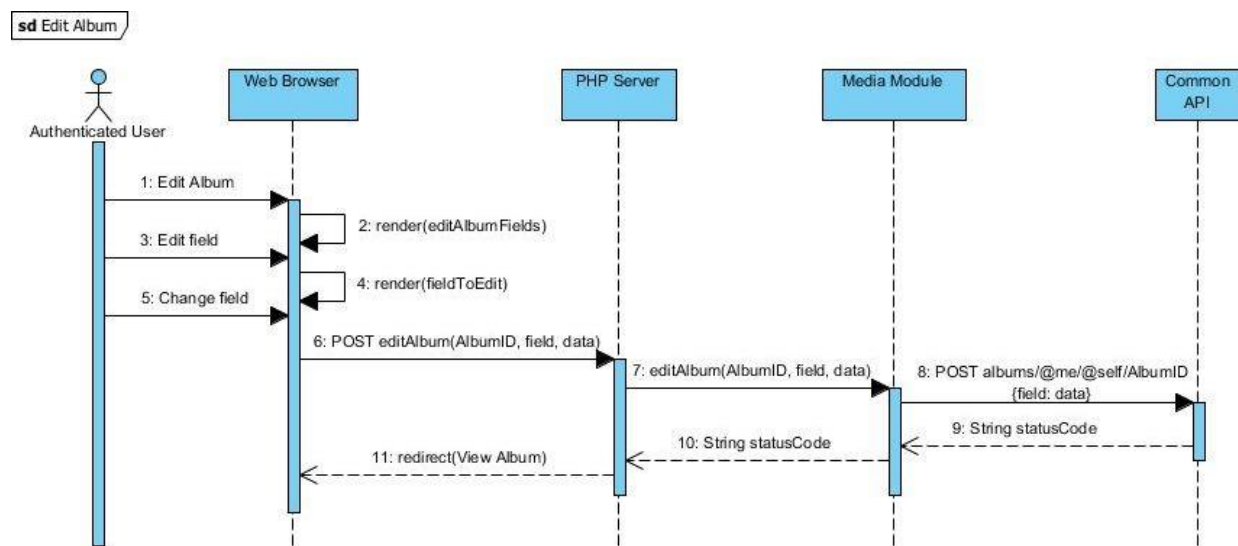 sd Edit Album
Authenticated User
Web Browser
PHP Server
Media Module
Common
API
1: Edit Album
2: render(editAlbumFields)
3: Edit field
4: render(fieldToEdit)
5: Change field
6: POST editAlbum(AlbumID, field, data)
7: editAlbum(AlbumID, field, data)
8: POST albums/@me/@self/AlbumID
{field: data}
9: String statusCode
10: String statusCode
11: redirect(View Album)